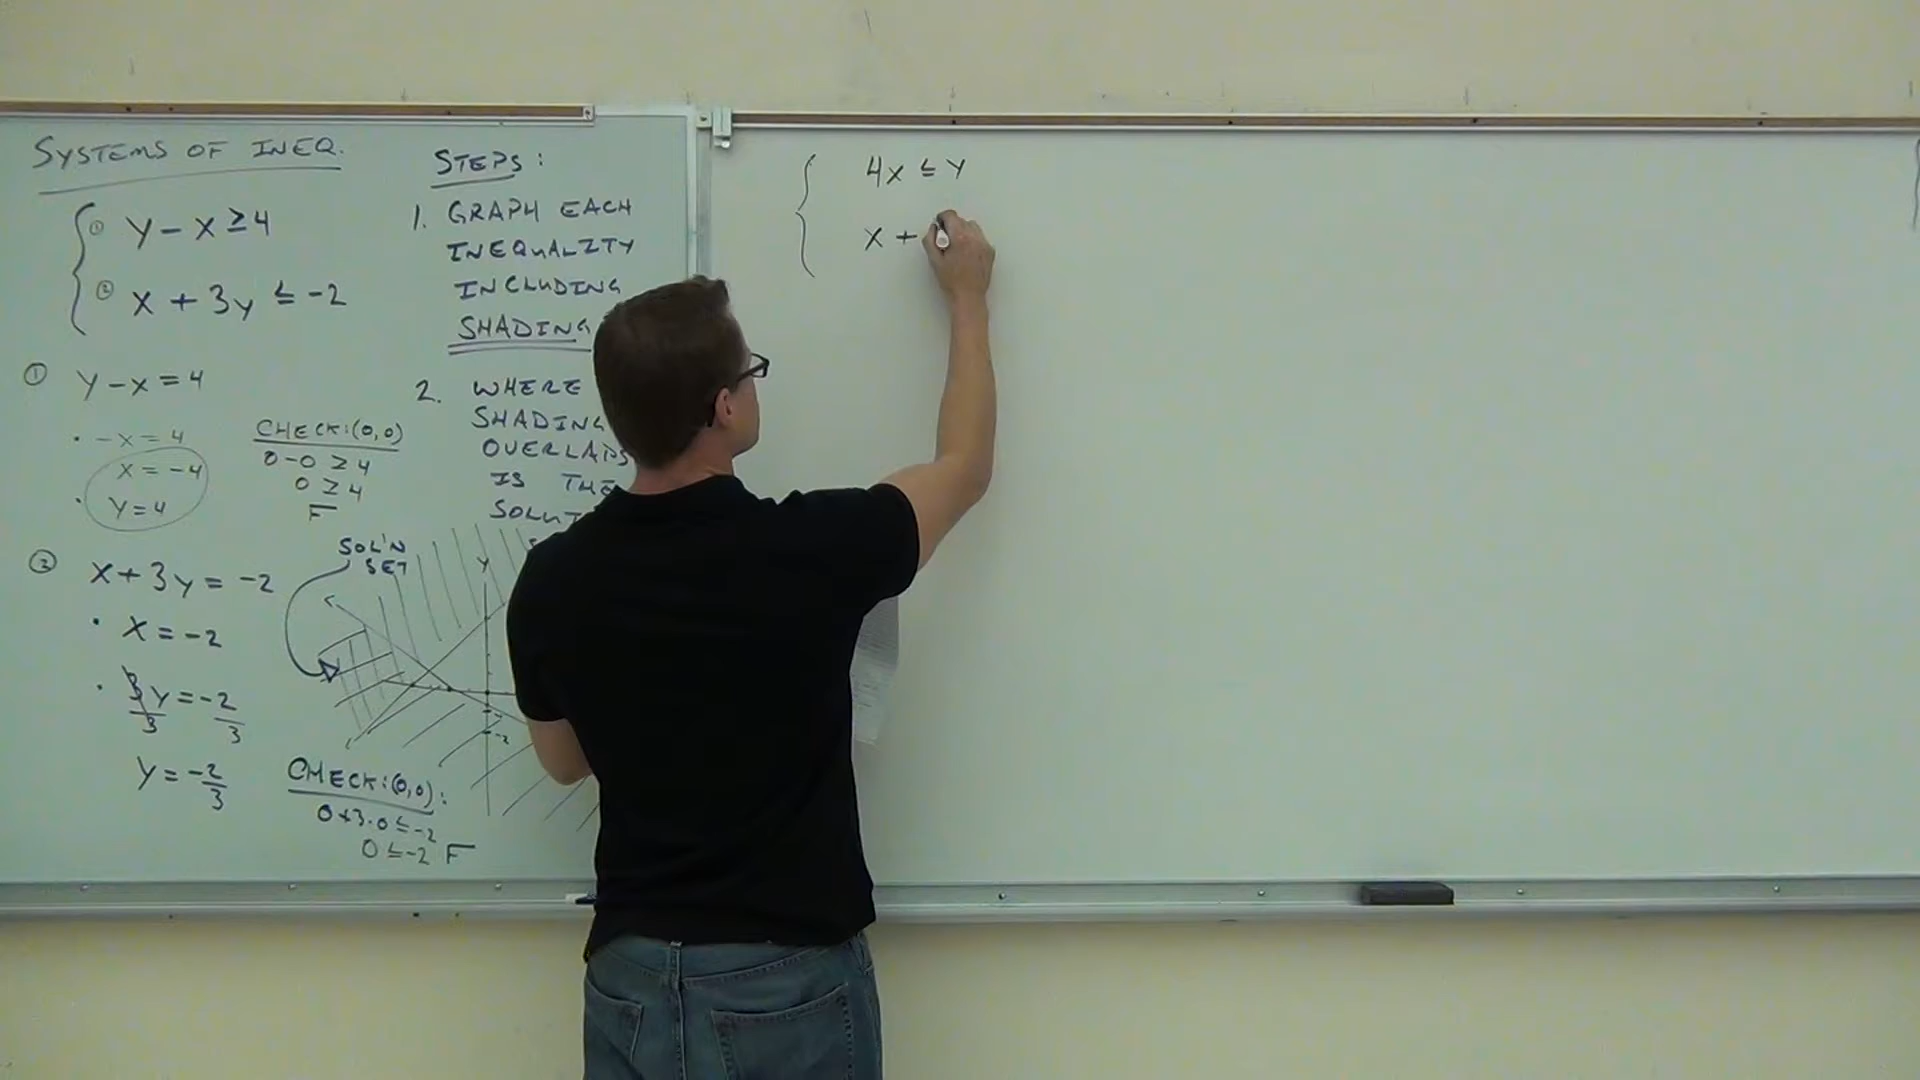 SYSTEMS OF INEQ.
① y - x ≥ 4
② x + 3y ≤ -2
① y - x = 4
• -x = 4
x = -4
• y = 4
CHECK: (0,0)
0 - 0 ≥ 4
0 ≥ 4
F
② x + 3y = -2
• x = -2
• 3y/3 = -2/3
y = -2/3
CHECK: (0,0):
0 + 3·0 ≤ -2
0 ≤ -2 F
STEPS:
1. GRAPH EACH
INEQUALITY
INCLUDING
SHADING
2. WHERE
SHADING
OVERLAPS
IS THE
SOL'N
SET
y
-2
4x ≤ y
x +